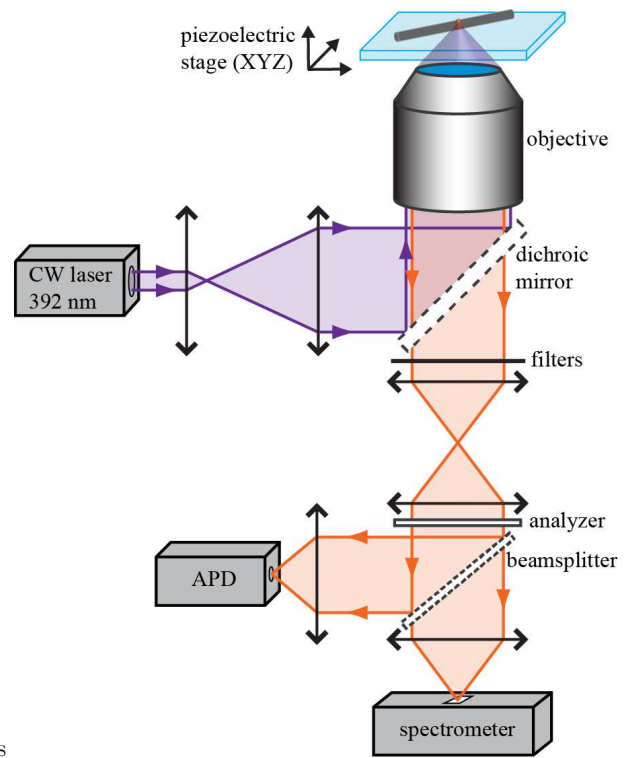 piezoelectric
stage (XYZ)
objective
CW laser
392 nm
dichroic
mirror
filters
analyzer
beamsplitter
APD
spectrometer
s